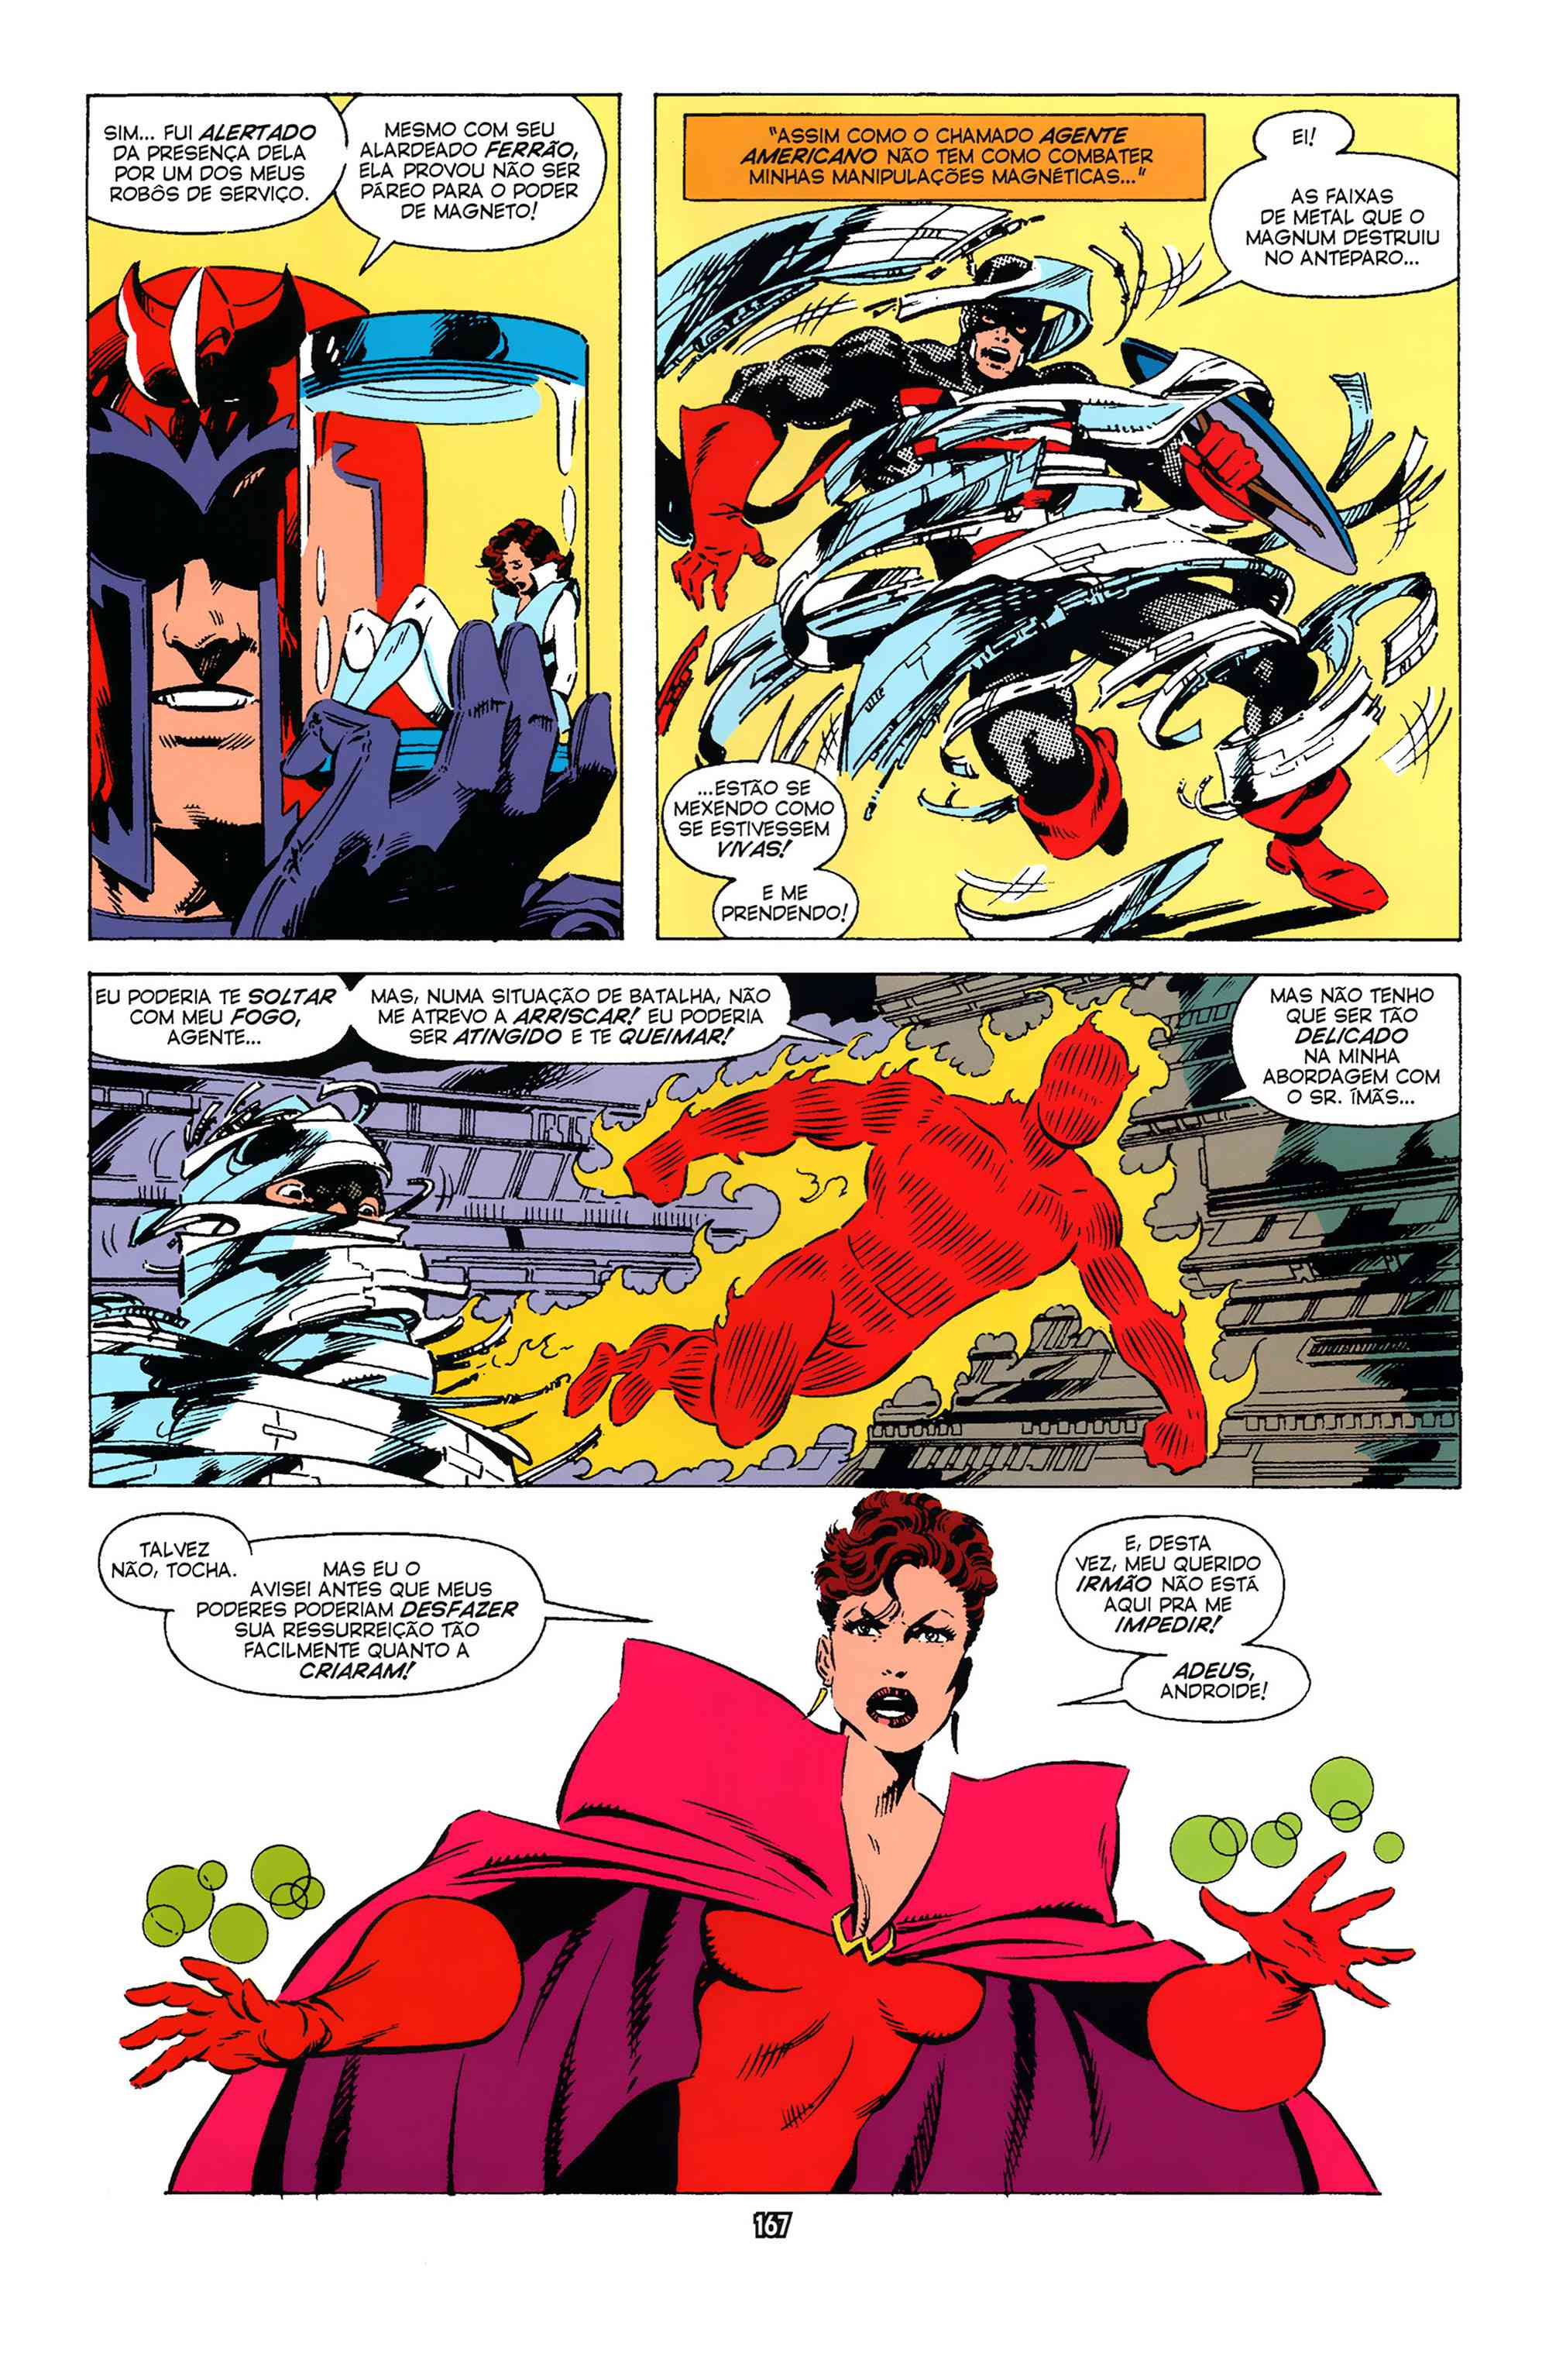 SIM... FUI ALERTADO
DA PRESENÇA DELA
POR UM DOS MEUS
ROBÔS DE SERVIÇO.
MESMO COM SEU
ALARDEADO FERRÃO,
ELA PROVOU NÃO SER
PÁREO PARA O PODER
DE MAGNETO!
"ASSIM COMO O CHAMADO AGENTE
AMERICANO NÃO TEM COMO COMBATER
MINHAS MANIPULAÇÕES MAGNÉTICAS..."
EI!
AS FAIXAS
DE METAL QUE O
MAGNUM DESTRUIU
NO ANTEPARO...
...ESTÃO SE
MEXENDO COMO
SE ESTIVESSEM
VIVAS!
E ME
PRENDENDO!
EU PODERIA TE SOLTAR
COM MEU FOGO,
AGENTE...
MAS, NUMA SITUAÇÃO DE BATALHA, NÃO
ME ATREVO A ARRISCAR! EU PODERIA
SER ATINGIDO E TE QUEIMAR!
MAS NÃO TENHO
QUE SER TÃO
DELICADO
NA MINHA
ABORDAGEM COM
O SR. ÍMÃS...
TALVEZ
NÃO, TOCHA.
MAS EU O
AVISEI ANTES QUE MEUS
PODERES PODERIAM DESFAZER
SUA RESSURREIÇÃO TÃO
FACILMENTE QUANTO A
CRIARAM!
E, DESTA
VEZ, MEU QUERIDO
IRMÃO NÃO ESTÁ
AQUI PRA ME
IMPEDIR!
ADEUS,
ANDROIDE!
167